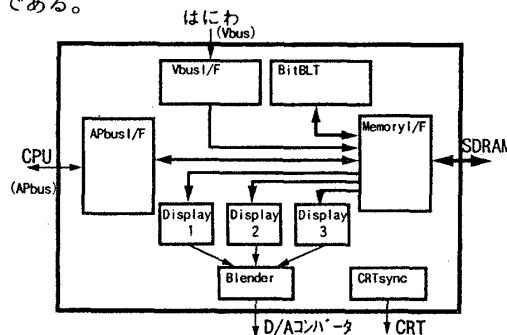 である。
はにわ
(Vbus)
VbusI/F
BitBLT
APbusI/F
MemoryI/F
CPU
(APbus)
SDRAM
Display
1
Display
2
Display
3
Blender
CRTsync
D/Aコンバータ
CRT